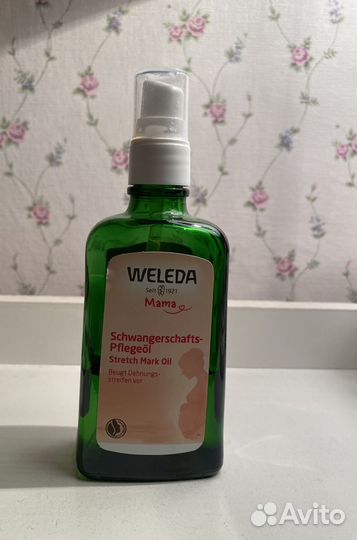 WELEDA
Seit 1921
Mama
Schwangerschafts-
Pflegeöl
Stretch Mark Oil
Beugt Dehnungs-
streifen vor
Avito